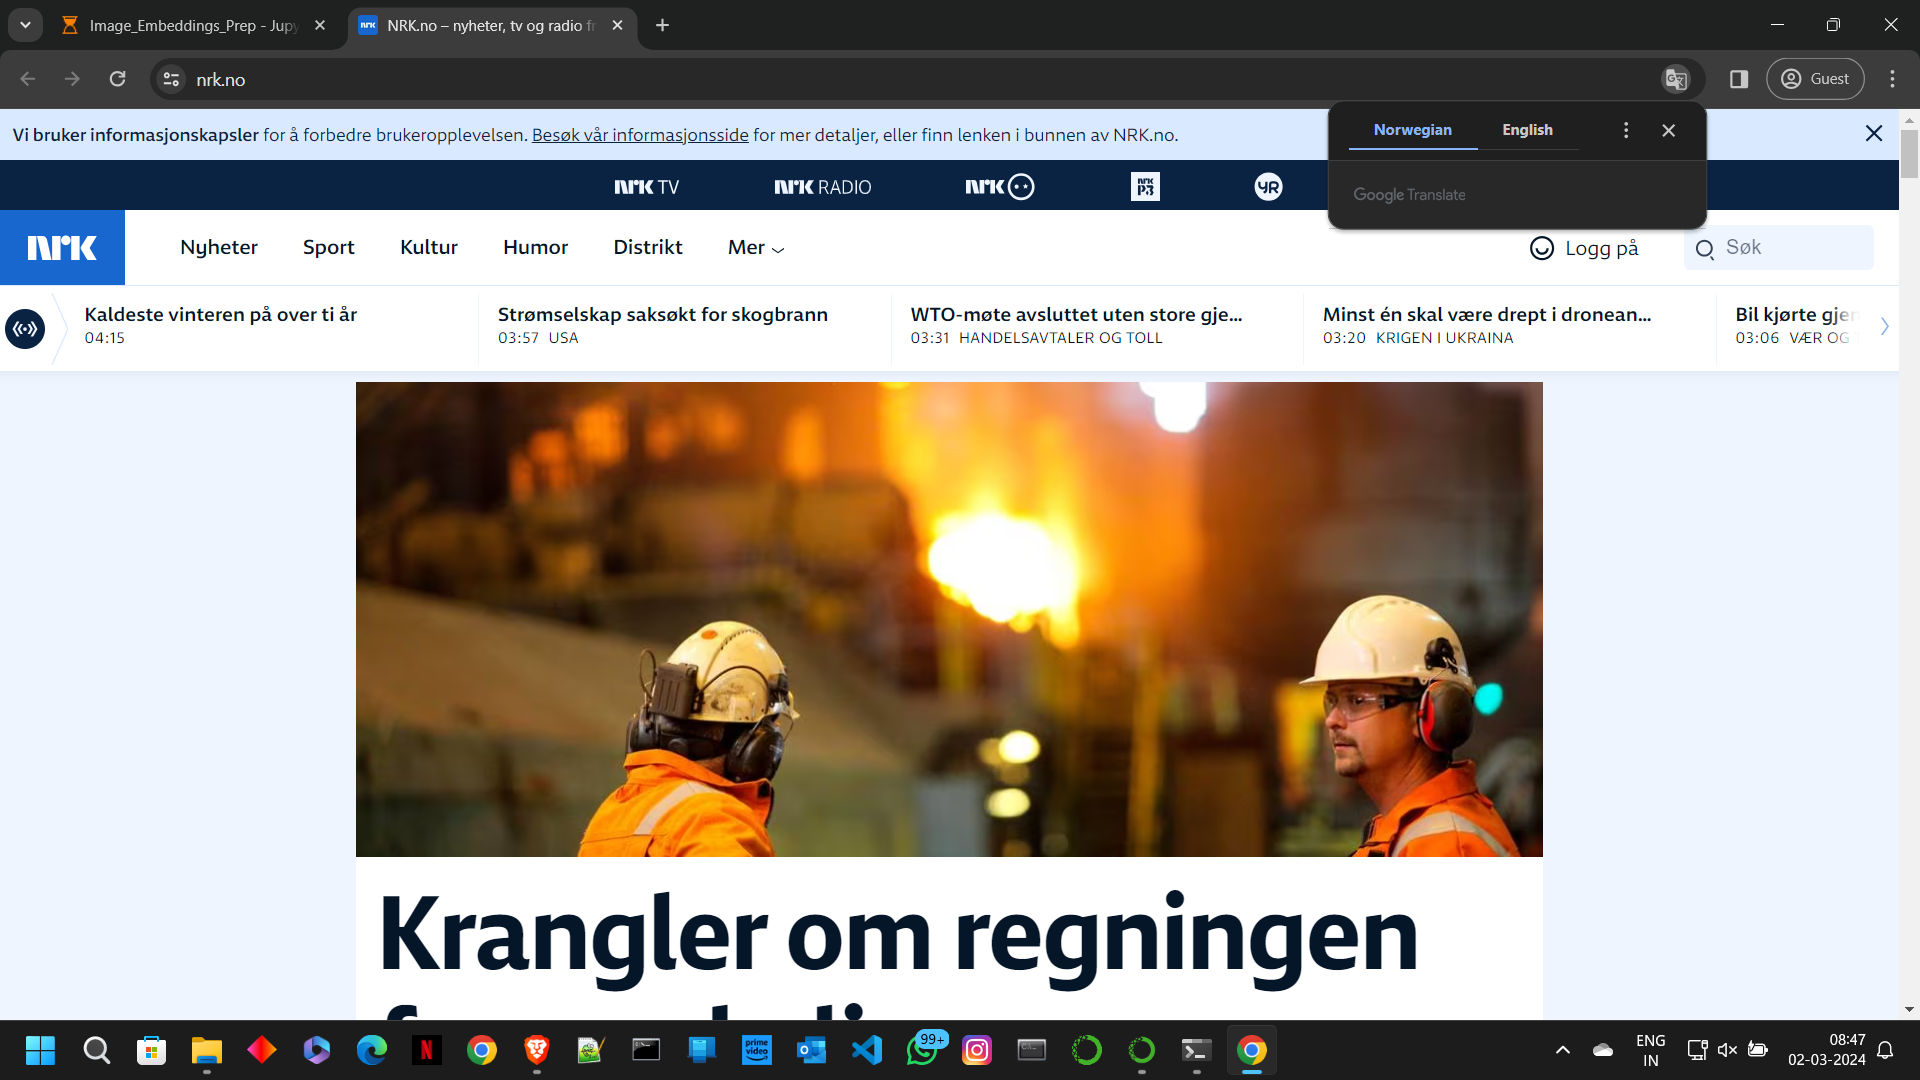 Image_Embeddings_Prep - Jupy
NRK.no – nyheter, tv og radio fr
nrk.no
Guest
Norwegian
English
Google Translate
Vi bruker informasjonskapsler for å forbedre brukeropplevelsen. Besøk vår informasjonsside for mer detaljer, eller finn lenken i bunnen av NRK.no.
NRK TV
NRK RADIO
NRK
NRK P3
YR
NRK
Nyheter
Sport
Kultur
Humor
Distrikt
Mer
Logg på
Søk
Kaldeste vinteren på over ti år
04:15
Strømselskap saksøkt for skogbrann
03:57 USA
WTO-møte avsluttet uten store gje...
03:31 HANDELSAVTALER OG TOLL
Minst én skal være drept i dronean...
03:20 KRIGEN I UKRAINA
Bil kjørte gjen
03:06 VÆR OG
Krangler om regningen
prime video
99+
ENG
IN
08:47
02-03-2024